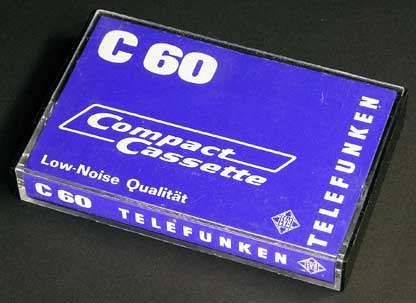 C 60
Compact
Cassette
Low-Noise Qualität
TELEFUNKEN
C 60 TELEFUNKEN